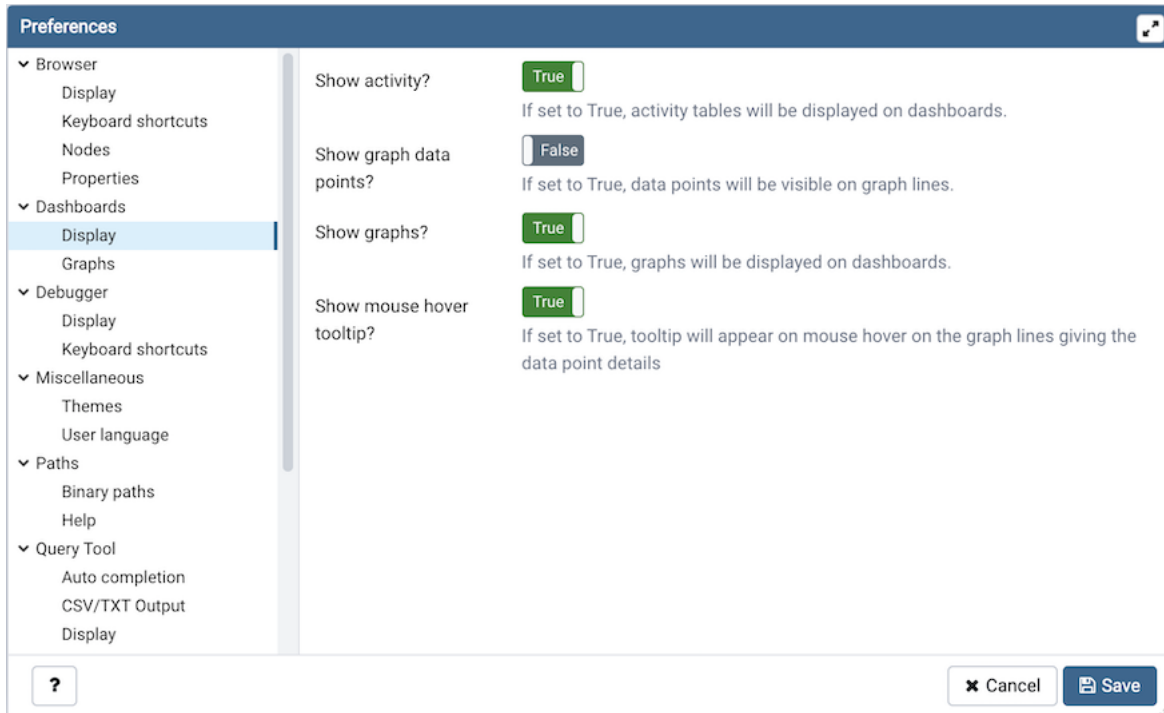 Preferences
Browser
Display
Keyboard shortcuts
Nodes
Properties
Dashboards
Display
Graphs
Debugger
Display
Keyboard shortcuts
Miscellaneous
Themes
User language
Paths
Binary paths
Help
Query Tool
Auto completion
CSV/TXT Output
Display
Show activity?
True
If set to True, activity tables will be displayed on dashboards.
Show graph data
points?
False
If set to True, data points will be visible on graph lines.
Show graphs?
True
If set to True, graphs will be displayed on dashboards.
Show mouse hover
tooltip?
True
If set to True, tooltip will appear on mouse hover on the graph lines giving the
data point details
?
Cancel
Save